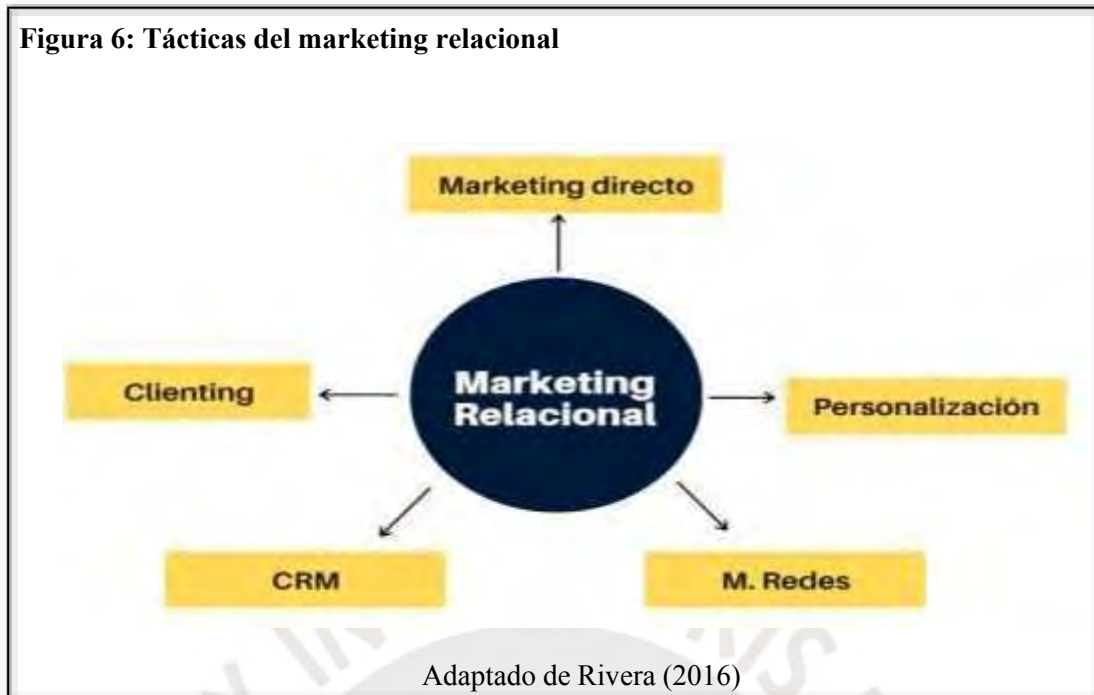 Figura 6: Tácticas del marketing relacional
Marketing directo
Clienting
Marketing
Relacional
Personalización
CRM
M. Redes
Adaptado de Rivera (2016)